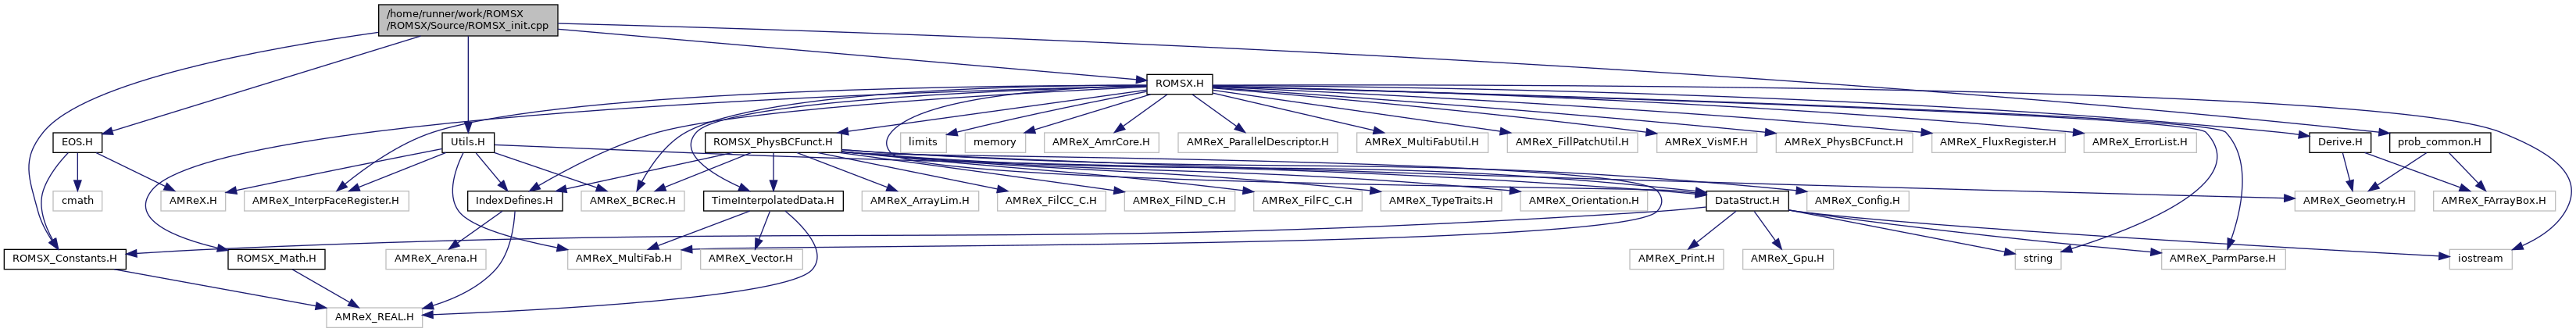 /home/runner/work/ROMSX
/ROMSX/Source/ROMSX_init.cpp
ROMSX.H
EOS.H
Utils.H
ROMSX_PhysBCFunct.H
limits
memory
AMReX_AmrCore.H
AMReX_ParallelDescriptor.H
AMReX_MultiFabUtil.H
AMReX_FillPatchUtil.H
AMReX_VisMF.H
AMReX_PhysBCFunct.H
AMReX_FluxRegister.H
AMReX_ErrorList.H
Derive.H
prob_common.H
cmath
AMReX.H
AMReX_InterpFaceRegister.H
IndexDefines.H
AMReX_BCRec.H
TimeInterpolatedData.H
AMReX_ArrayLim.H
AMReX_FilCC_C.H
AMReX_FilND_C.H
AMReX_FilFC_C.H
AMReX_TypeTraits.H
AMReX_Orientation.H
DataStruct.H
AMReX_Config.H
AMReX_Geometry.H
AMReX_FArrayBox.H
ROMSX_Constants.H
ROMSX_Math.H
AMReX_Arena.H
AMReX_MultiFab.H
AMReX_Vector.H
AMReX_Print.H
AMReX_Gpu.H
string
AMReX_ParmParse.H
iostream
AMReX_REAL.H